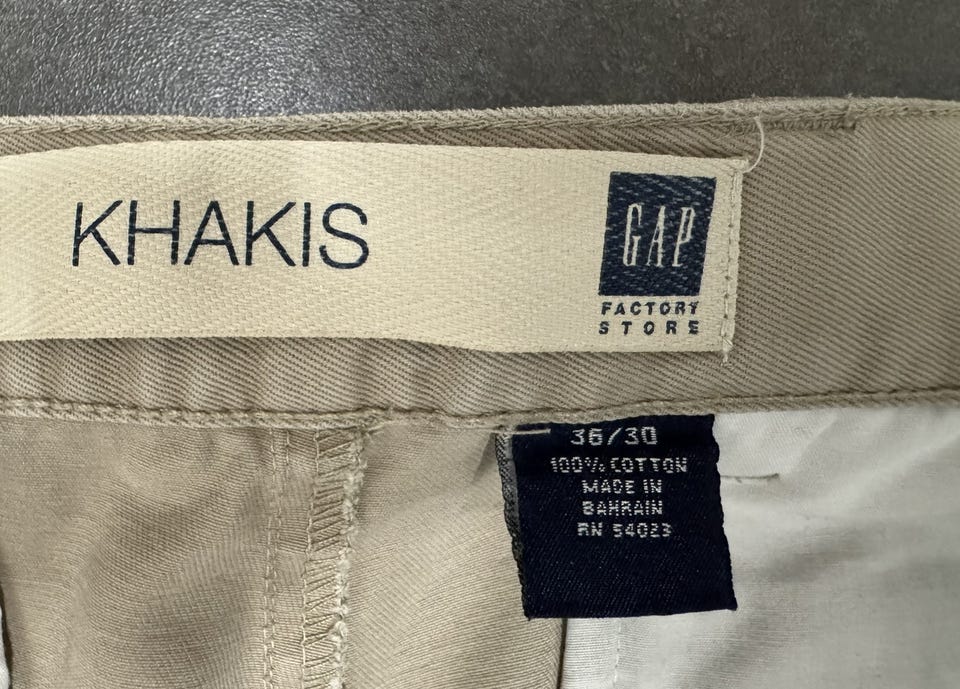 KHAKIS
GAP
FACTORY
STORE
36/30
100% COTTON
MADE IN
BAHRAIN
RN 54023